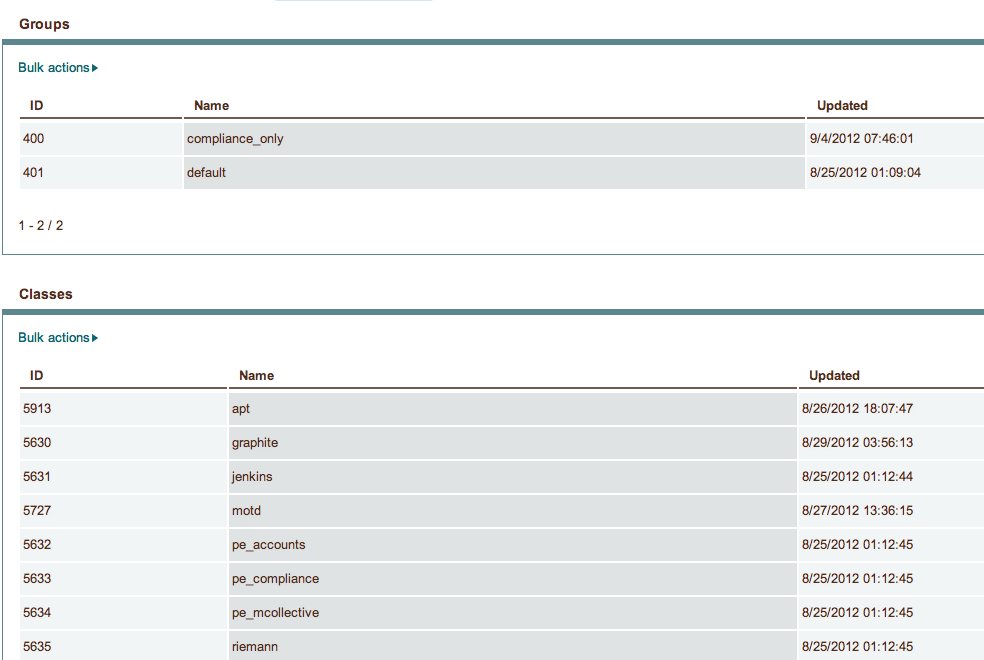 Groups
Bulk actions
ID Name Updated
400 compliance_only 9/4/2012 07:46:01
401 default 8/25/2012 01:09:04
1 - 2 / 2
Classes
Bulk actions
ID Name Updated
5913 apt 8/26/2012 18:07:47
5630 graphite 8/29/2012 03:56:13
5631 jenkins 8/25/2012 01:12:44
5727 motd 8/27/2012 13:36:15
5632 pe_accounts 8/25/2012 01:12:45
5633 pe_compliance 8/25/2012 01:12:45
5634 pe_mcollective 8/25/2012 01:12:45
5635 riemann 8/25/2012 01:12:45